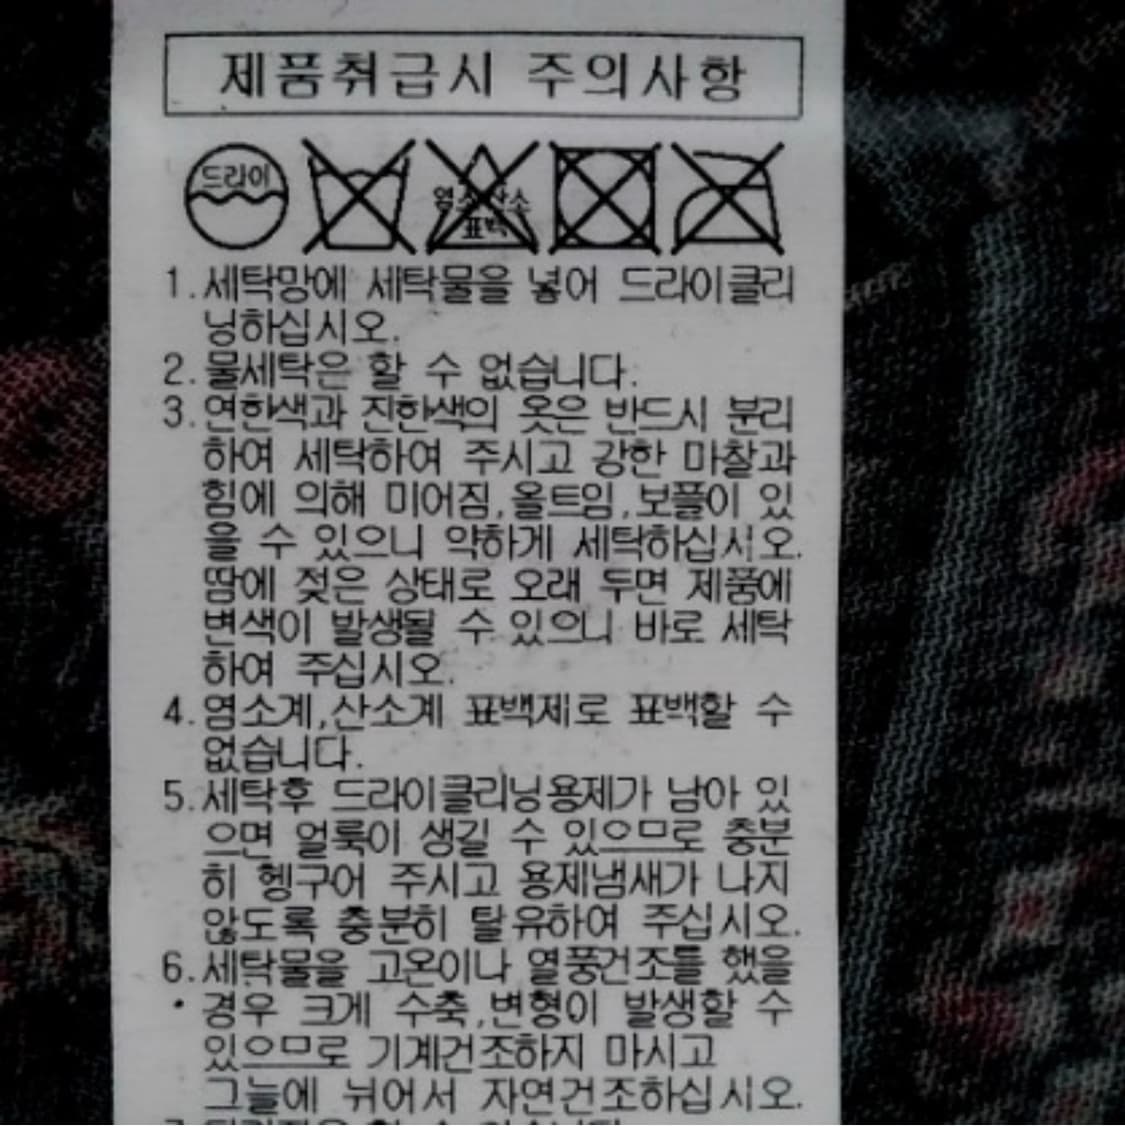 제품취급시 주의사항
드라이
염소 산소
표백
1. 세탁망에 세탁물을 넣어 드라이클리
닝하십시오.
2. 물세탁은 할 수 없습니다.
3. 연한색과 진한색의 옷은 반드시 분리
하여 세탁하여 주시고 강한 마찰과
힘에 의해 미어짐,올트임,보플이 있
을 수 있으니 약하게 세탁하십시오.
땀에 젖은 상태로 오래 두면 제품에
변색이 발생될 수 있으니 바로 세탁
하여 주십시오.
4. 염소계,산소계 표백제로 표백할 수
없습니다.
5. 세탁후 드라이클리닝용제가 남아 있
으면 얼룩이 생길 수 있으므로 충분
히 헹구어 주시고 용제냄새가 나지
않도록 충분히 탈유하여 주십시오.
6. 세탁물을 고온이나 열풍건조를 했을
경우 크게 수축,변형이 발생할 수
있으므로 기계건조하지 마시고
그늘에 뉘어서 자연건조하십시오.